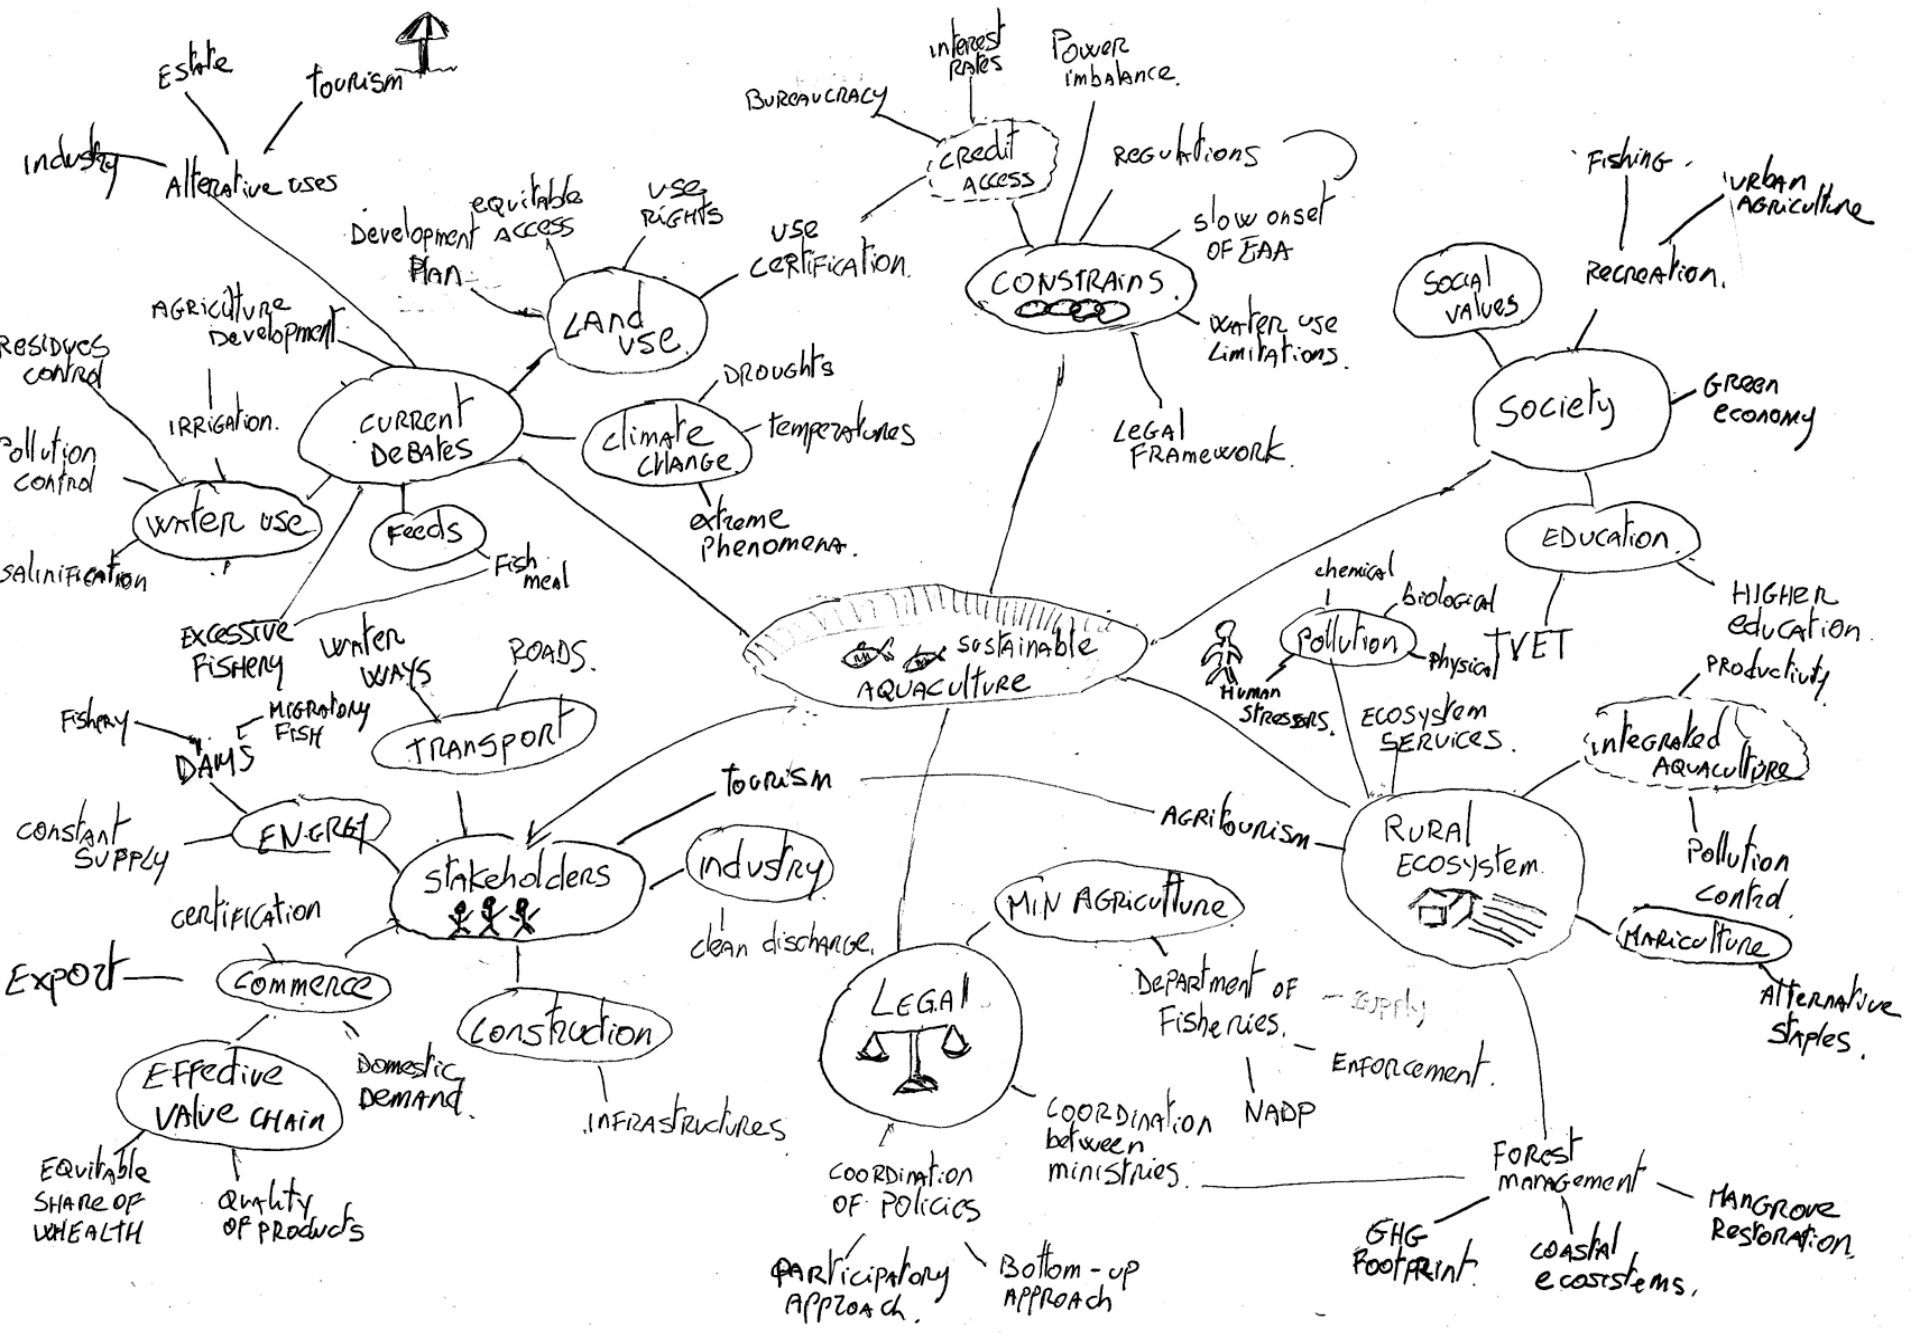 Estate
tourism
Industry
Alterative uses
interest
RATES
Power
imbalance.
BUREAUCRACY
credit
ACCESS
REGULATIONS
slow onset
OF EAA
Fishing
URBAN
AGRICULTURE
RECREATION.
equitable
ACCESS
USE
RIGHTS
Development
PLAN
USE
CERTIFICATION.
LAND
USE.
CONSTRAINS
WATER USE
LIMITATIONS.
LEGAL
FRAMEWORK.
SOCIAL
VALUES
SOCIETY
GREEN
economy
EDUCATION.
TVET
HIGHER
education.
AGRICULTURE
Development
RESIDUES
CONTROL
IRRIGATION.
Pollution
CONTROL
CURRENT
DEBATES
WATER USE
SALINIFICATION
Feeds
Fish
meal
EXCESSIVE
FISHERY
climate
CHANGE.
DROUGHTS
temperatures
extreme
phenomena.
SUSTAINABLE
AQUACULTURE
chemical
biological
Pollution
physical
Human
STRESSORS.
ECOSYSTEM
SERVICES.
PRODUCTIVITY.
INTEGRATED
AQUACULTURE
Pollution
Control.
WATER
WAYS
ROADS.
TRANSPORT
Fishery
MIGRATORY
FISH
DAMS
ENERGY
CONSTANT
SUPPLY
STAKEHOLDERS
tourism
AGRITOURISM
Industry
clean discharge.
RURAL
ECOSYSTEM.
MARICULTURE
ALTERNATIVE
STAPLES.
CERTIFICATION
Export
COMMERCE
EFFECTIVE
VALUE CHAIN
Domestic
DEMAND.
EQUITABLE
SHARE OF
WHEALTH
QUALITY
OF PRODUCTS
Construction
INFRASTRUCTURES
LEGAL
MIN AGRICULTURE
DEPARTMENT OF
Fisheries.
- Supply
- ENFORCEMENT.
NADP
COORDINATION
between
ministries.
COORDINATION
OF POLICIES
PARTICIPATORY
APPROACH.
Bottom-up
APPROACH
FOREST
MANAGEMENT
GHG
FOOTPRINT.
COASTAL
ecosistems.
MANGROVE
RESTORATION.